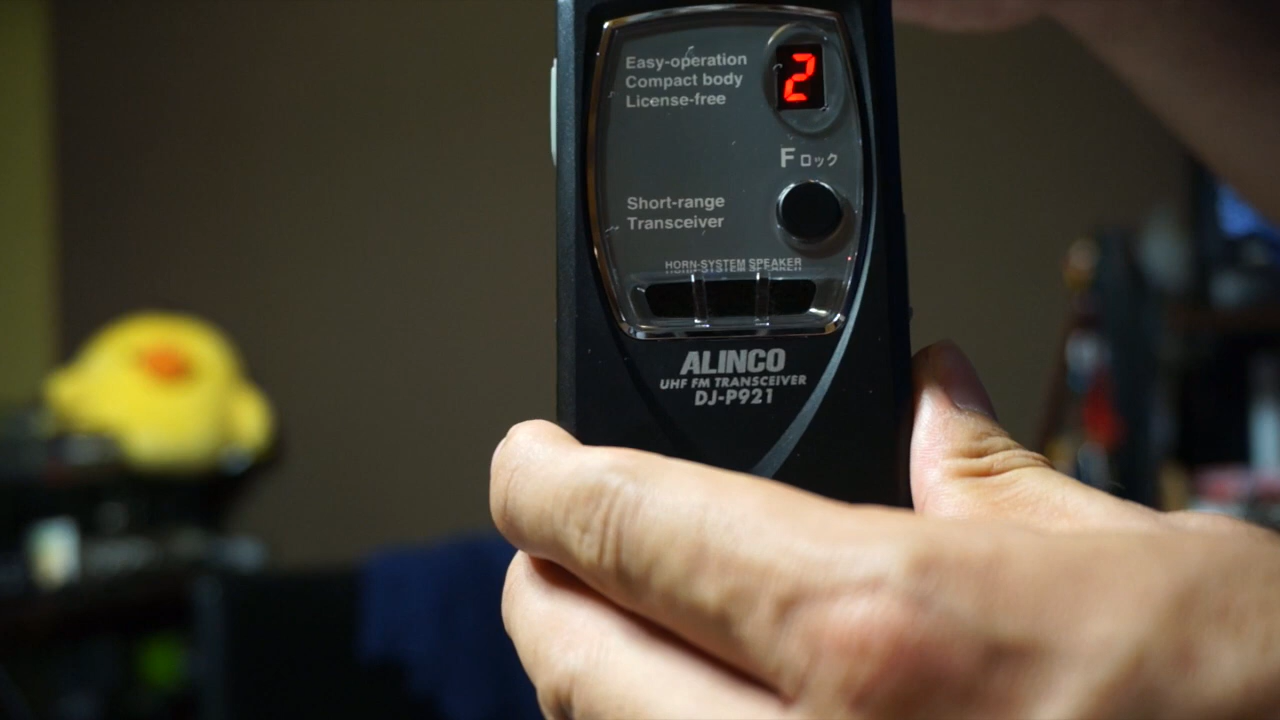 Easy-operation
Compact body
License-free
2
Fロック
Short-range
Transceiver
HORN-SYSTEM SPEAKER
ALINCO
UHF FM TRANSCEIVER
DJ-P921